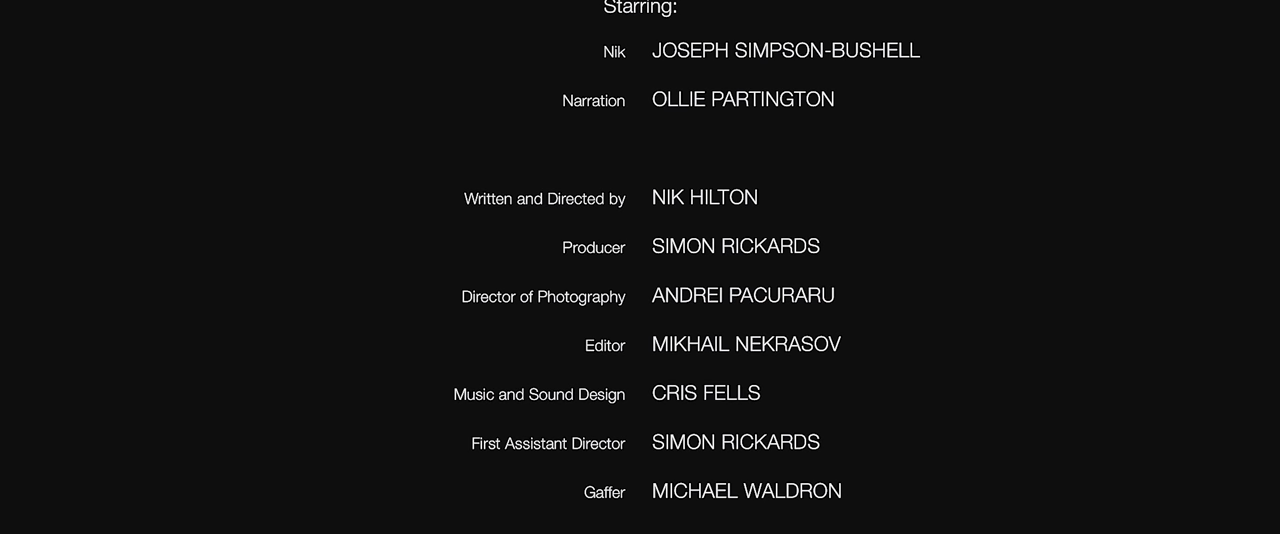 Starring:
Nik JOSEPH SIMPSON-BUSHELL
Narration OLLIE PARTINGTON
Written and Directed by NIK HILTON
Producer SIMON RICKARDS
Director of Photography ANDREI PACURARU
Editor MIKHAIL NEKRASOV
Music and Sound Design CRIS FELLS
First Assistant Director SIMON RICKARDS
Gaffer MICHAEL WALDRON